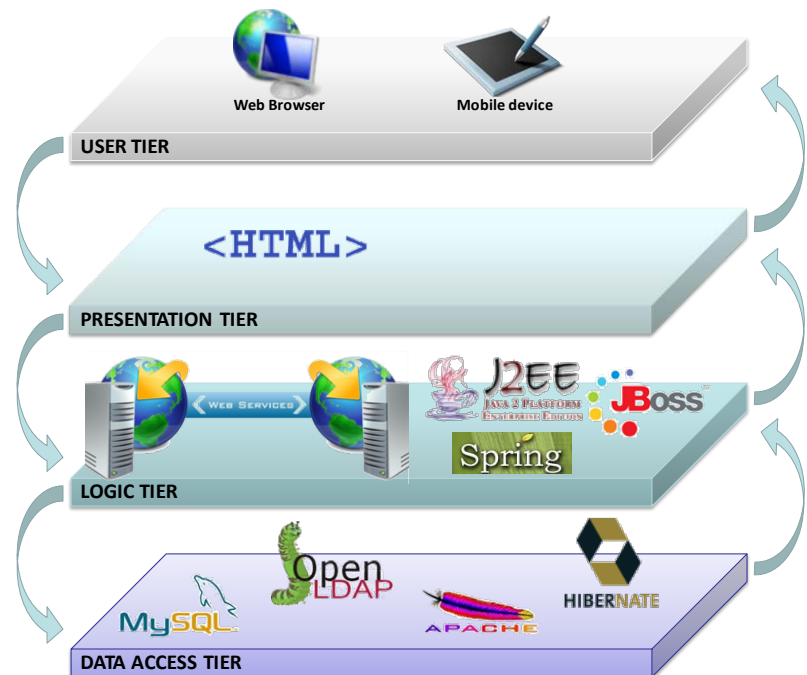 Web Browser
Mobile device
USER TIER
<HTML>
PRESENTATION TIER
WEB SERVICES
J2EE
JAVA 2 PLATFORM
ENTERPRISE EDITION
JBoss
Spring
LOGIC TIER
Open
LDAP
MySQL
APACHE
HIBERNATE
DATA ACCESS TIER